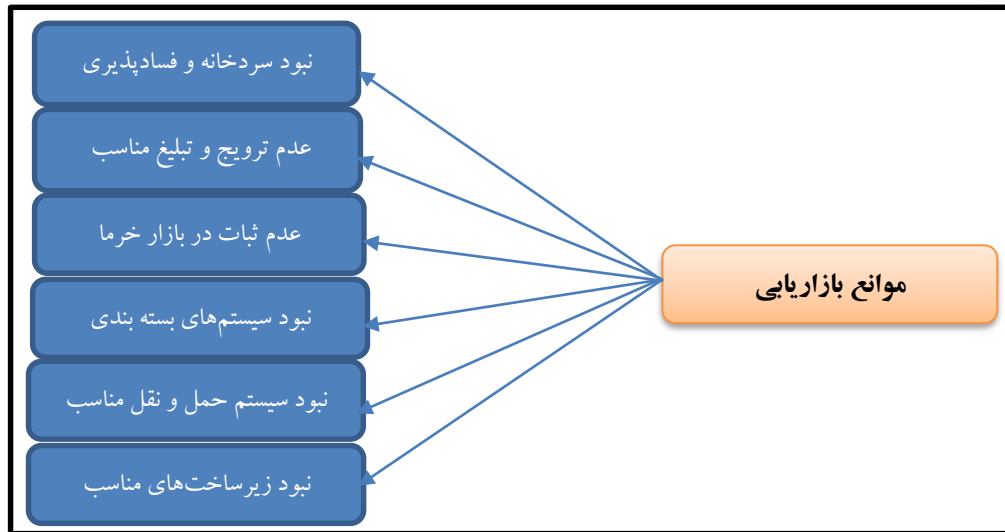 نبود سردخانه و فسادپذیری
عدم ترویج و تبلیغ مناسب
عدم ثبات در بازار خرما
موانع بازاریابی
نبود سیستم‌های بسته بندی
نبود سیستم حمل و نقل مناسب
نبود زیرساخت‌های مناسب